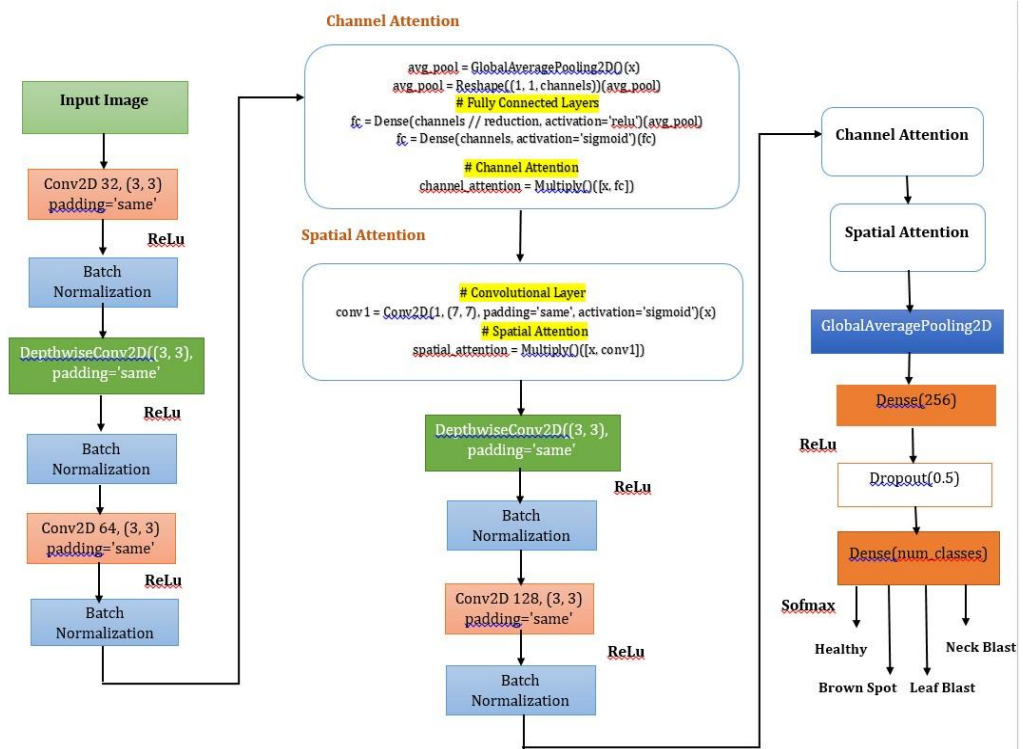 Input Image
Conv2D 32, (3, 3)
padding='same'
ReLu
Batch
Normalization
DepthwiseConv2D((3, 3),
padding='same'
ReLu
Batch
Normalization
Conv2D 64, (3, 3)
padding='same'
ReLu
Batch
Normalization
Channel Attention
avg_pool = GlobalAveragePooling2D()(x)
avg_pool = Reshape((1, 1, channels))(avg_pool)
# Fully Connected Layers
fc = Dense(channels // reduction, activation='relu')(avg_pool)
fc = Dense(channels, activation='sigmoid')(fc)
# Channel Attention
channel_attention = Multiply()([x, fc])
Spatial Attention
# Convolutional Layer
conv1 = Conv2D(1, (7, 7), padding='same', activation='sigmoid')(x)
# Spatial Attention
spatial_attention = Multiply()([x, conv1])
DepthwiseConv2D((3, 3),
padding='same'
ReLu
Batch
Normalization
Conv2D 128, (3, 3)
padding='same'
ReLu
Batch
Normalization
Channel Attention
Spatial Attention
GlobalAveragePooling2D
Dense(256)
ReLu
Dropout(0.5)
Dense(num_classes)
Sofmax
Healthy
Neck Blast
Brown Spot
Leaf Blast